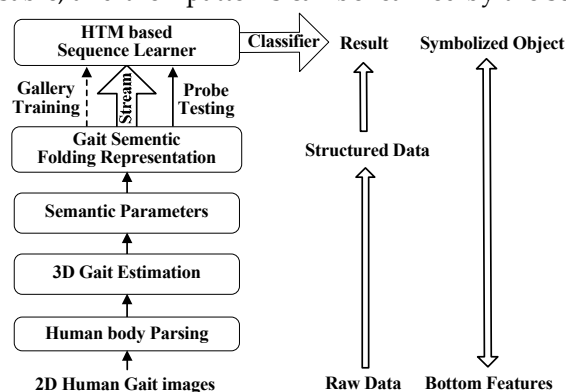 HTM based
Sequence Learner
Classifier
Result
Symbolized Object
Gallery
Training
Stream
Probe
Testing
Gait Sementic
Folding Representation
Structured Data
Semantic Parameters
3D Gait Estimation
Human body Parsing
2D Human Gait images
Raw Data
Bottom Features